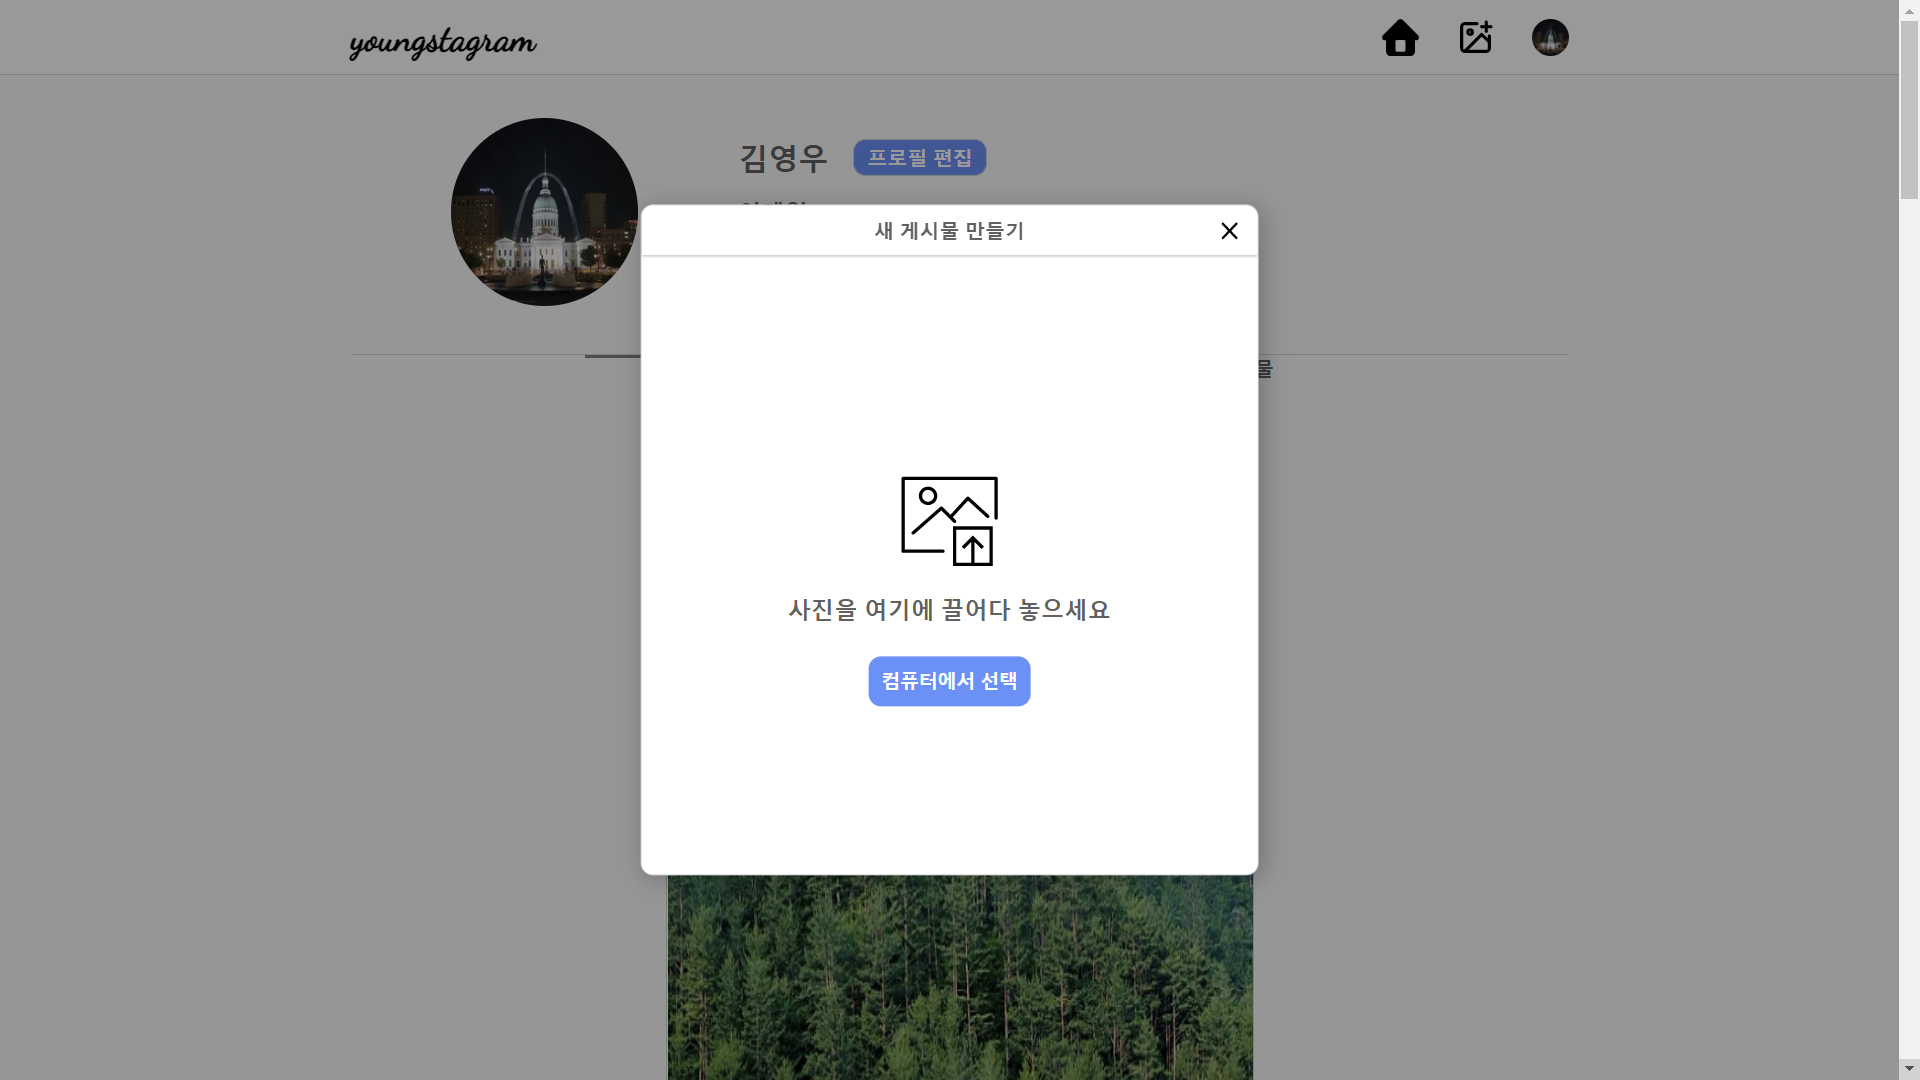 youngstagram
김영우
프로필 편집
새 게시물 만들기
물
사진을 여기에 끌어다 놓으세요
컴퓨터에서 선택